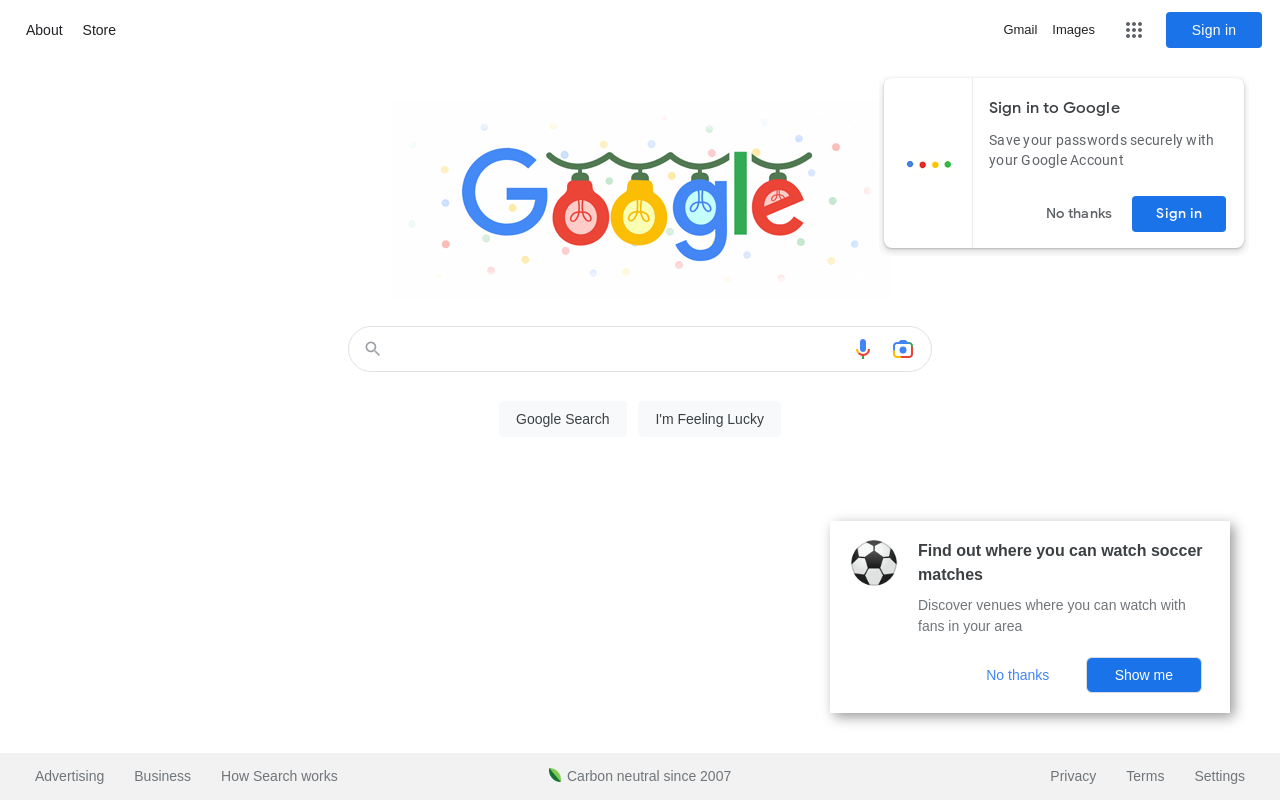 About
Store
Gmail
Images
Sign in
Google
Sign in to Google
Save your passwords securely with
your Google Account
No thanks
Sign in
Google Search
I'm Feeling Lucky
Find out where you can watch soccer
matches
Discover venues where you can watch with
fans in your area
No thanks
Show me
Advertising
Business
How Search works
Carbon neutral since 2007
Privacy
Terms
Settings